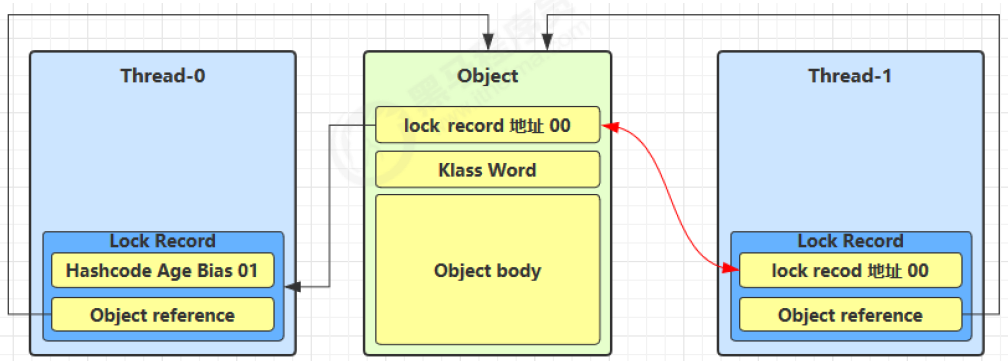 Thread-0
Lock Record
Hashcode Age Bias 01
Object reference
Object
lock record 地址 00
Klass Word
Object body
Thread-1
Lock Record
lock recod 地址 00
Object reference